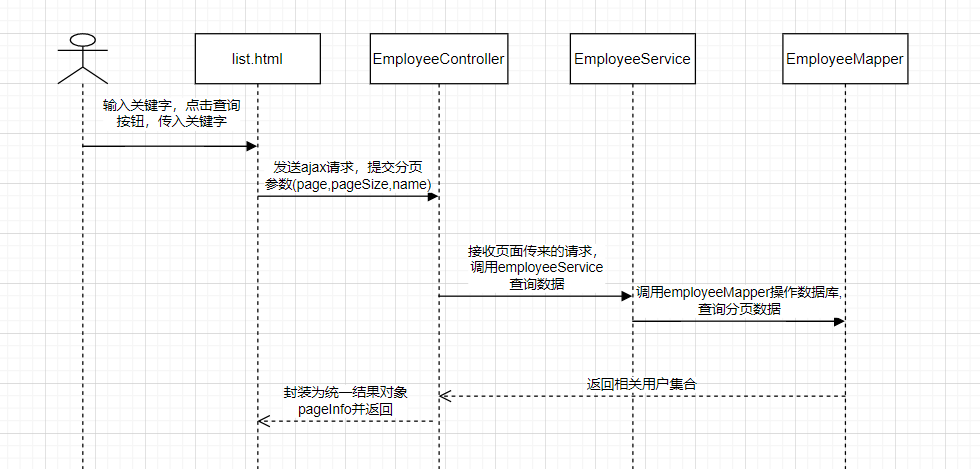 list.html
EmployeeController
EmployeeService
EmployeeMapper
输入关键字，点击查询
按钮，传入关键字
发送ajax请求，提交分页
参数(page,pageSize,name)
接收页面传来的请求，
调用employeeService
查询数据
调用employeeMapper操作数据库,
查询分页数据
返回相关用户集合
封装为统一结果对象
pageInfo并返回